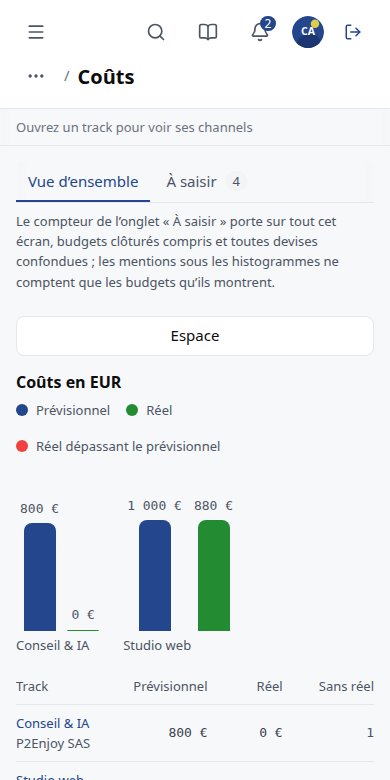 2
CA
... / Coûts
Ouvrez un track pour voir ses channels
Vue d’ensemble À saisir 4
Le compteur de l’onglet « À saisir » porte sur tout cet
écran, budgets clôturés compris et toutes devises
confondues ; les mentions sous les histogrammes ne
comptent que les budgets qu’ils montrent.
Espace
Coûts en EUR
Prévisionnel Réel
Réel dépassant le prévisionnel
800 € 1 000 € 880 €
0 €
Conseil & IA Studio web
Track Prévisionnel Réel Sans réel
Conseil & IA
P2Enjoy SAS 800 € 0 € 1
Studio web